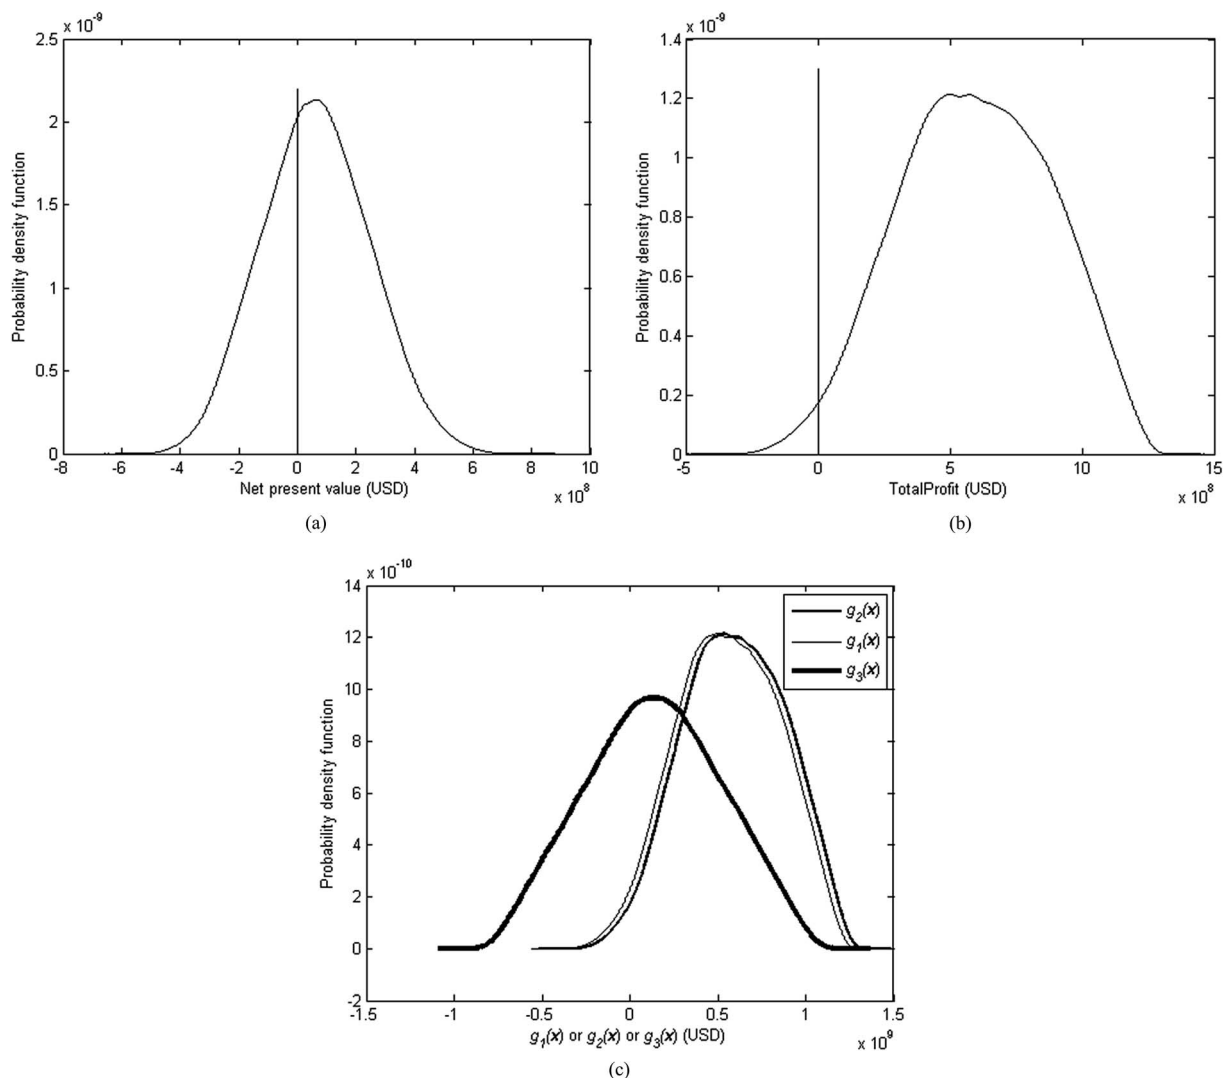 x 10^-9
2.5
2
1.5
1
0.5
0
Probability density function
-8 -6 -4 -2 0 2 4 6 8 10
Net present value (USD)
x 10^8
(a)
x 10^-9
1.4
1.2
1
0.8
0.6
0.4
0.2
0
Probability density function
-5 0 5 10 15
TotalProfit (USD)
x 10^8
(b)
x 10^-10
14
12
10
8
6
4
2
0
-2
Probability density function
g2(x)
g1(x)
g3(x)
-1.5 -1 -0.5 0 0.5 1 1.5
g1(x) or g2(x) or g3(x) (USD)
x 10^9
(c)